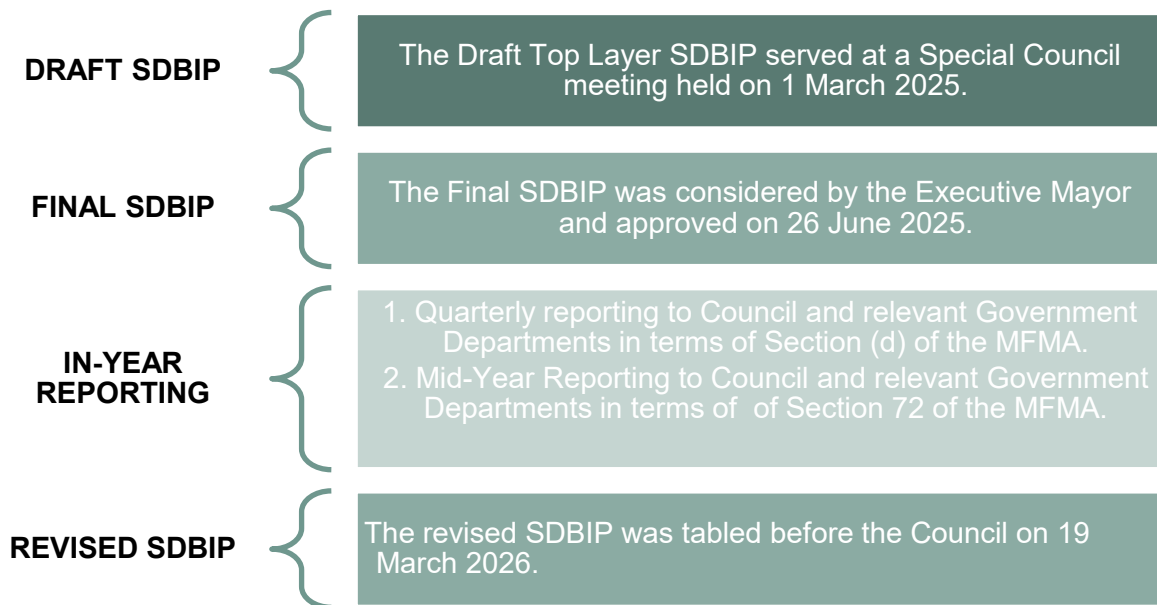 DRAFT SDBIP
The Draft Top Layer SDBIP served at a Special Council
meeting held on 1 March 2025.
FINAL SDBIP
The Final SDBIP was considered by the Executive Mayor
and approved on 26 June 2025.
IN-YEAR
REPORTING
1. Quarterly reporting to Council and relevant Government
Departments in terms of Section (d) of the MFMA.
2. Mid-Year Reporting to Council and relevant Government
Departments in terms of  of Section 72 of the MFMA.
REVISED SDBIP
The revised SDBIP was tabled before the Council on 19
March 2026.